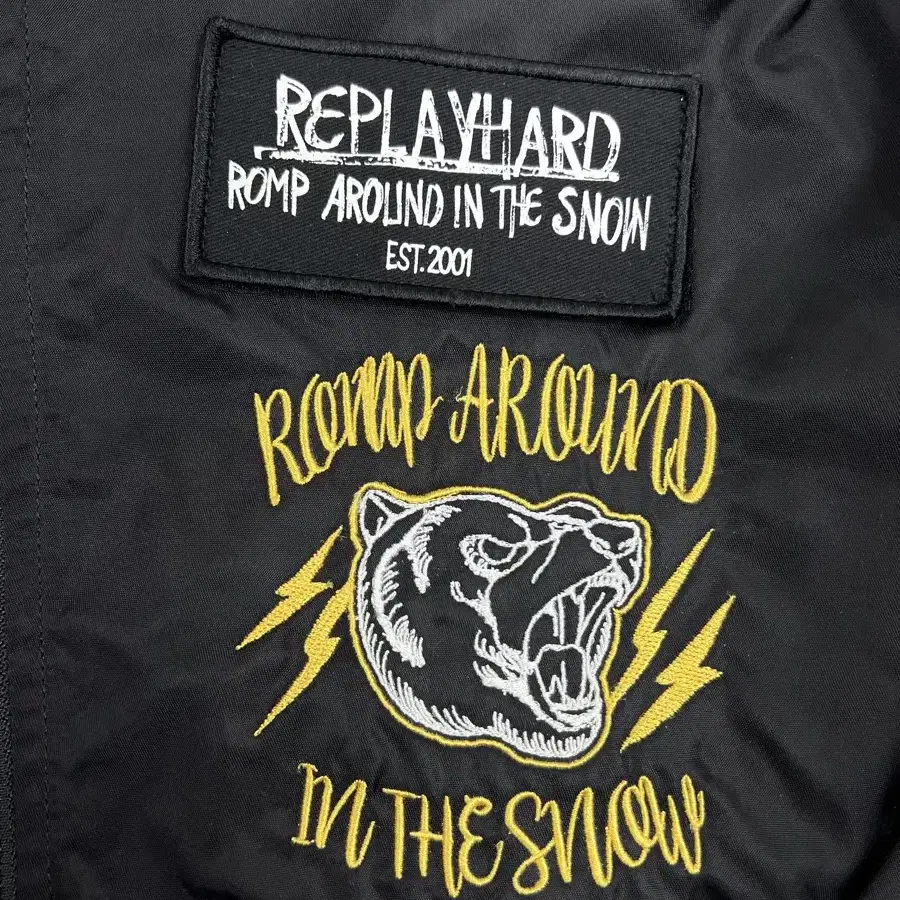 REPLAYHARD
ROMP AROUND IN THE SNOW
EST.2001
ROMP AROUND
IN THE SNOW